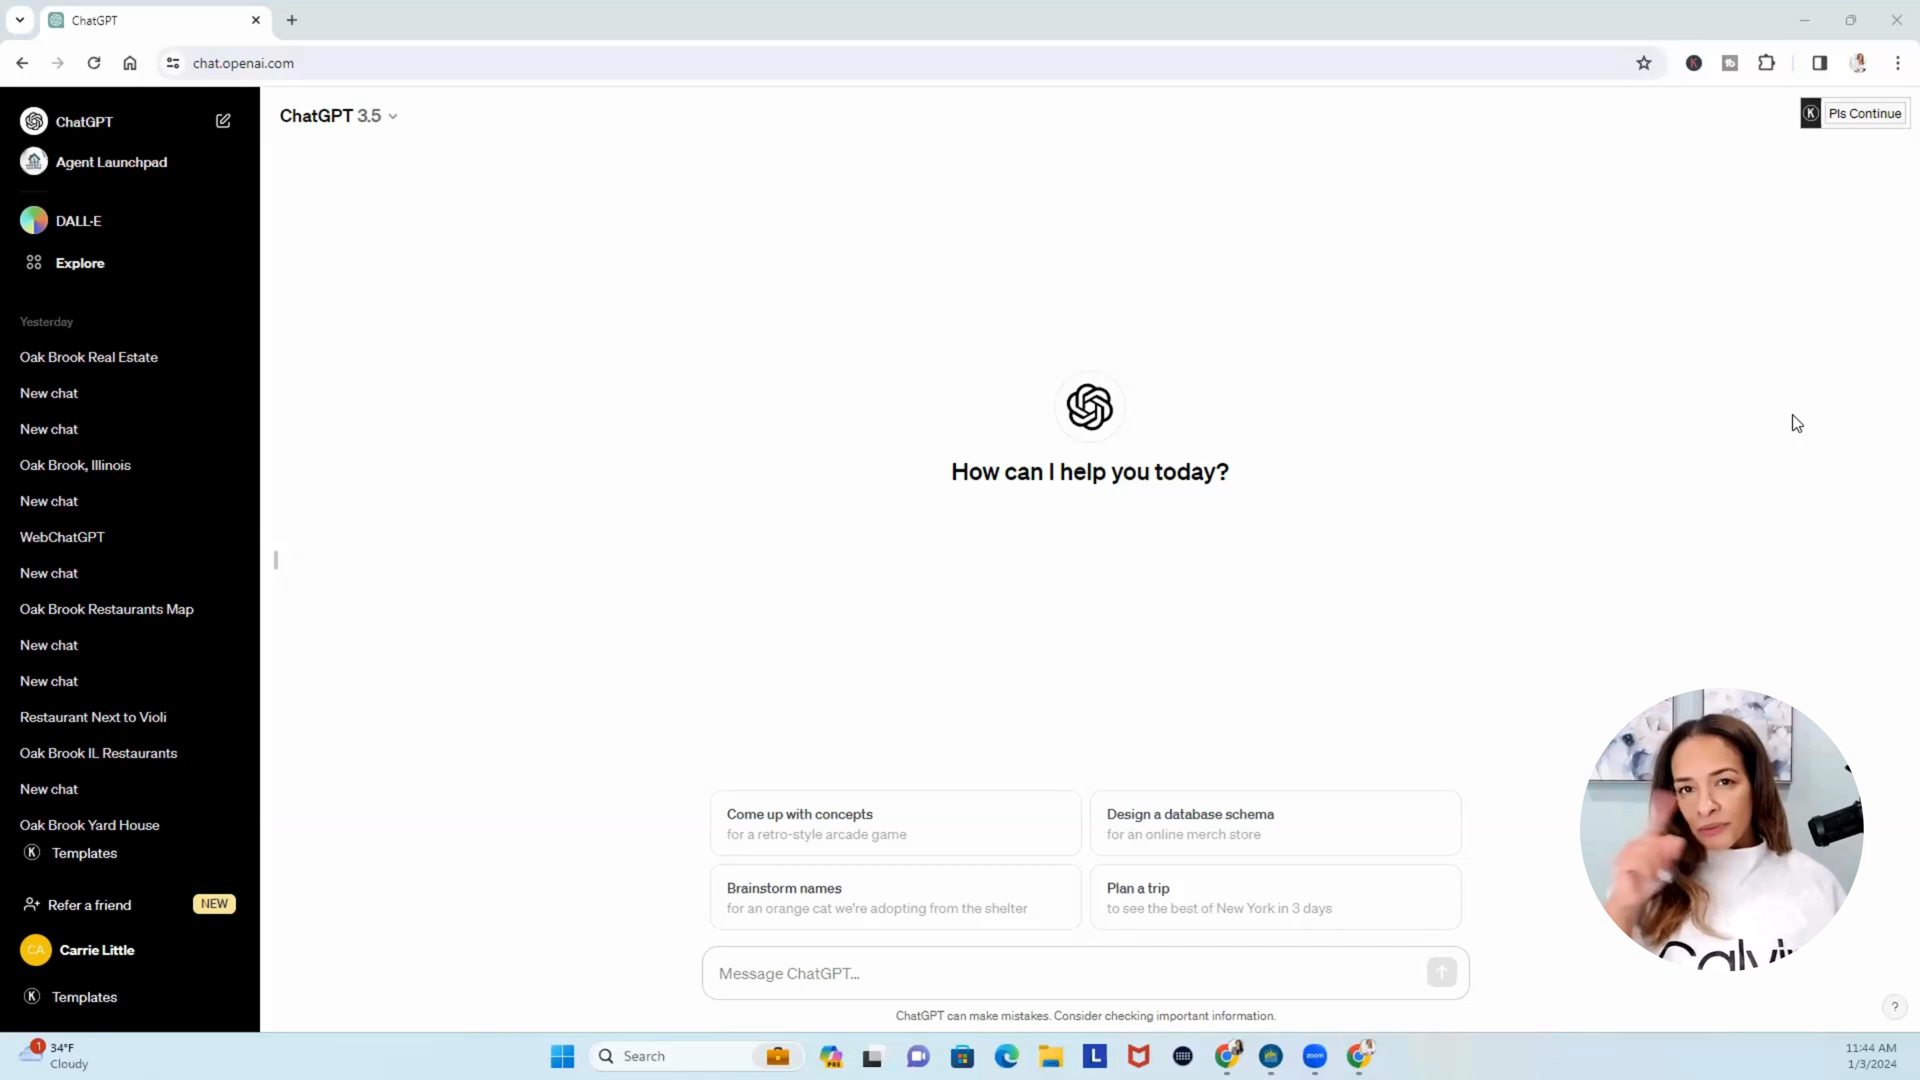 ChatGPT
chat.openai.com
ChatGPT
Agent Launchpad
DALL·E
Explore
Yesterday
Oak Brook Real Estate
New chat
New chat
Oak Brook, Illinois
New chat
WebChatGPT
New chat
Oak Brook Restaurants Map
New chat
New chat
Restaurant Next to Violi
Oak Brook IL Restaurants
New chat
Oak Brook Yard House
K Templates
Refer a friend NEW
CA Carrie Little
K Templates
ChatGPT 3.5
K Pls Continue
How can I help you today?
Come up with concepts
for a retro-style arcade game
Design a database schema
for an online merch store
Brainstorm names
for an orange cat we're adopting from the shelter
Plan a trip
to see the best of New York in 3 days
Message ChatGPT...
ChatGPT can make mistakes. Consider checking important information.
?
Calvi
1
34°F
Cloudy
Search
PRE
L
zoom
11:44 AM
1/3/2024